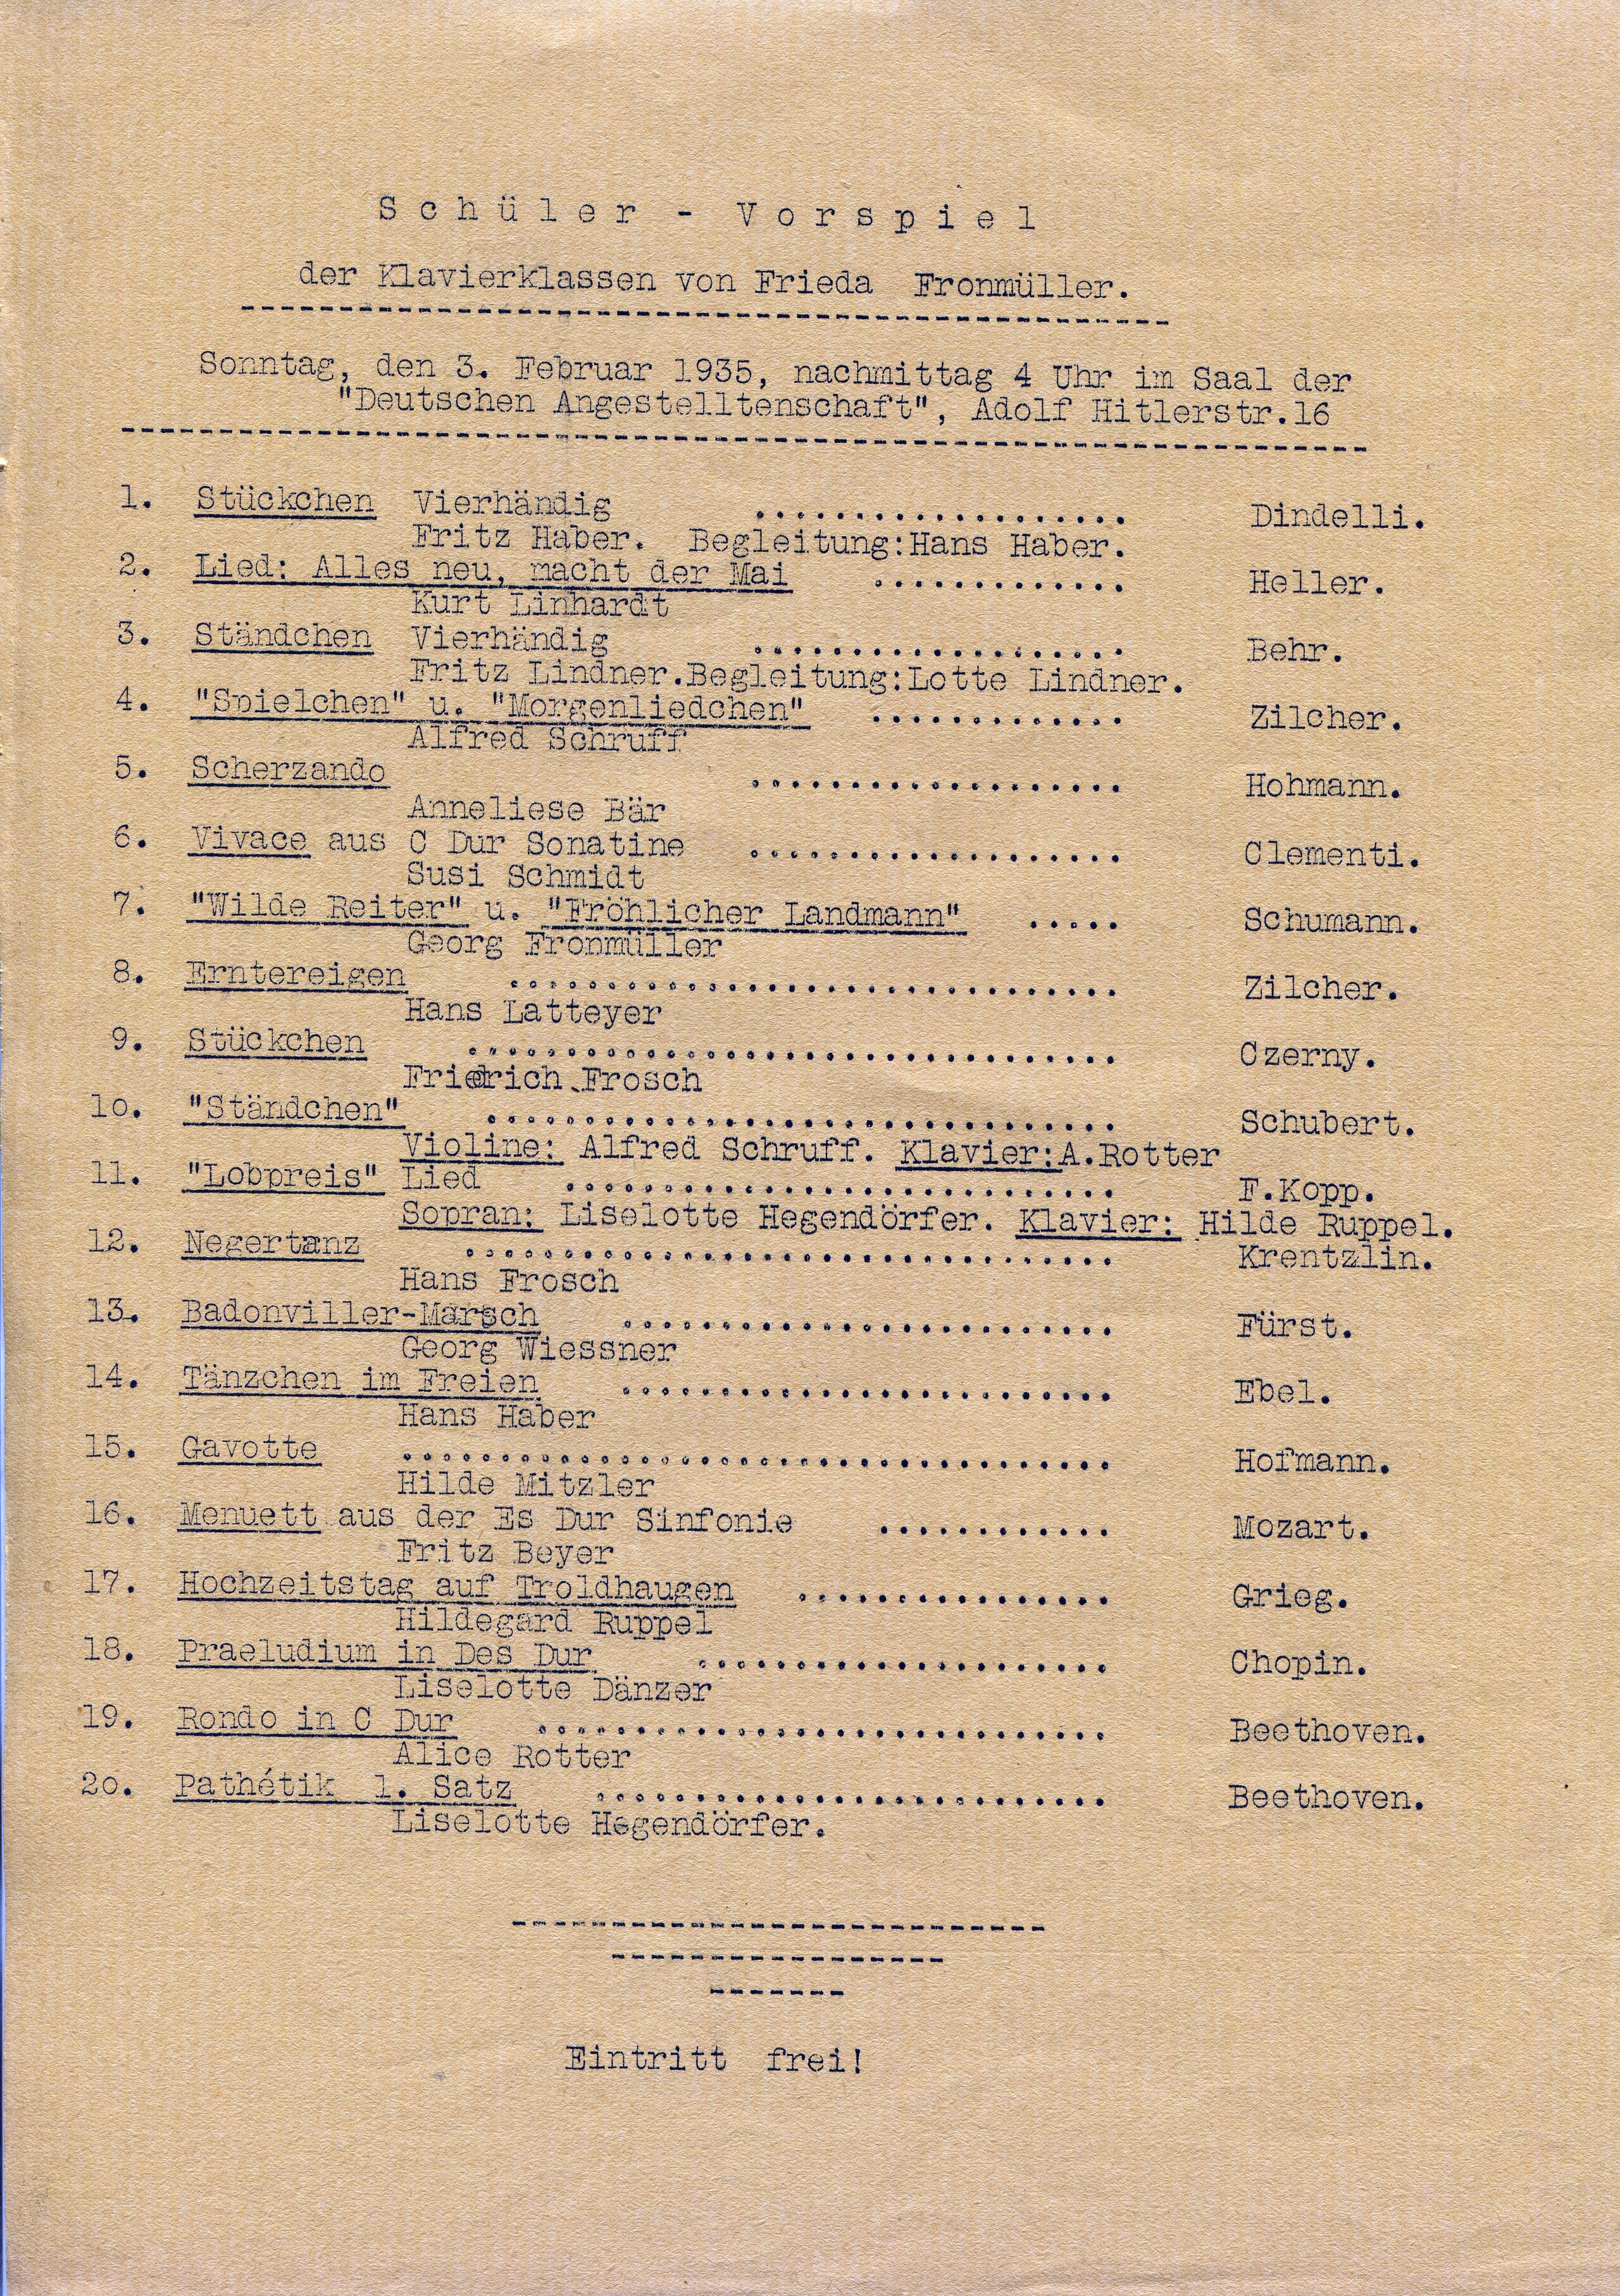 Schüler - Vorspiel
der Klavierklassen von Frieda Fronmüller.
Sonntag, den 3. Februar 1935, nachmittag 4 Uhr im Saal der
"Deutschen Angestelltenschaft", Adolf Hitlerstr.16
1. Stückchen Vierhändig .................. Dindelli.
Fritz Haber. Begleitung:Hans Haber.
2. Lied: Alles neu, macht der Mai ............. Heller.
Kurt Linhardt
3. Ständchen Vierhändig ................... Behr.
Fritz Lindner.Begleitung:Lotte Lindner.
4. "Spielchen" u. "Morgenliedchen" ............. Zilcher.
Alfred Schruff
5. Scherzando ................... Hohmann.
Anneliese Bär
6. Vivace aus C Dur Sonatine ................... Clementi.
Susi Schmidt
7. "Wilde Reiter" u. "Fröhlicher Landmann" ..... Schumann.
Georg Fronmüller
8. Erntereigen ............................... Zilcher.
Hans Latteyer
9. Stückchen ................................. Czerny.
Friedrich Frosch
10. "Ständchen" ................................ Schubert.
Violine: Alfred Schruff. Klavier:A.Rotter
11. "Lobpreis" Lied ............................ F.Kopp.
Sopran: Liselotte Hegendörfer. Klavier: Hilde Ruppel.
12. Negertanz ................................. Krentzlin.
Hans Frosch
13. Badonviller-Marsch ......................... Fürst.
Georg Wiessner
14. Tänzchen im Freien ......................... Ebel.
Hans Haber
15. Gavotte .................................... Hofmann.
Hilde Mitzler
16. Menuett aus der Es Dur Sinfonie ............ Mozart.
Fritz Beyer
17. Hochzeitstag auf Troldhaugen ................ Grieg.
Hildegard Ruppel
18. Praeludium in Des Dur ..................... Chopin.
Liselotte Dänzer
19. Rondo in C Dur ............................. Beethoven.
Alice Rotter
20. Pathétik 1. Satz .......................... Beethoven.
Liselotte Hegendörfer.
Eintritt frei!